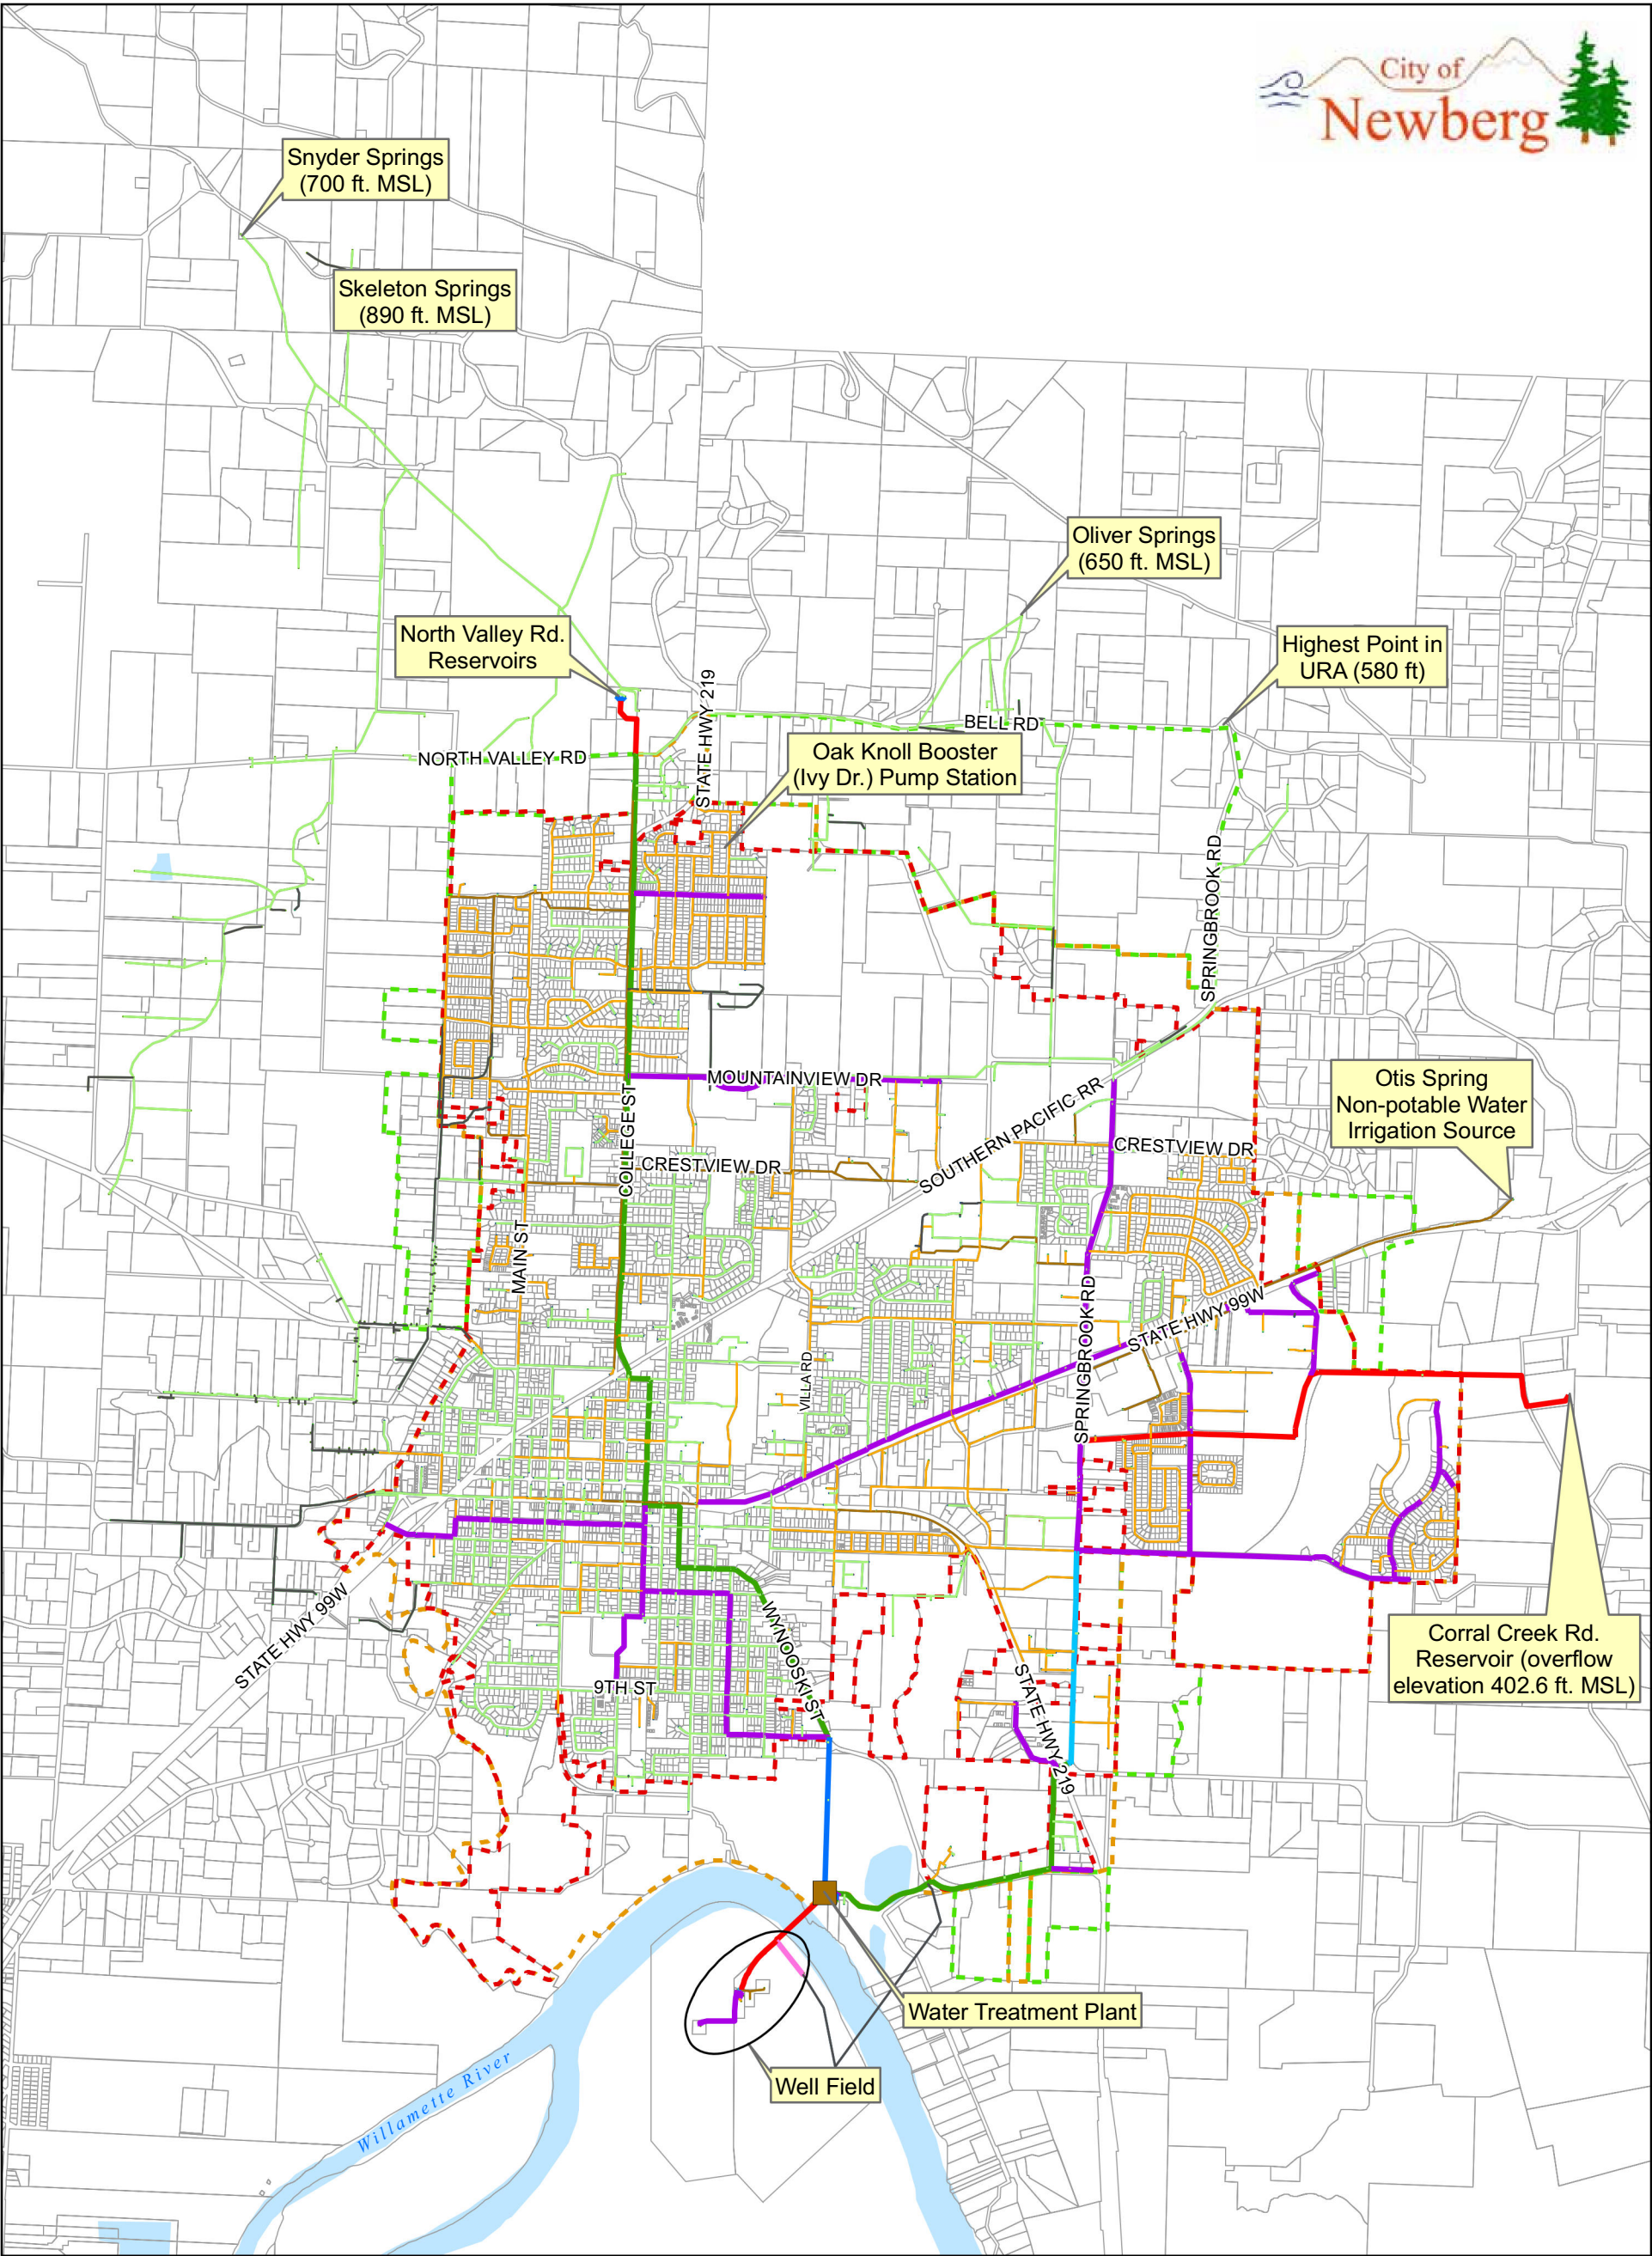 City of
Newberg
Snyder Springs
(700 ft. MSL)
Skeleton Springs
(890 ft. MSL)
Oliver Springs
(650 ft. MSL)
North Valley Rd.
Reservoirs
Highest Point in
URA (580 ft)
STATE HWY 219
BELL RD
NORTH VALLEY RD
Oak Knoll Booster
(Ivy Dr.) Pump Station
SPRINGBROOK RD
Otis Spring
Non-potable Water
Irrigation Source
MOUNTAINVIEW DR
COLLEGE ST
SOUTHERN PACIFIC RR
CRESTVIEW DR
CRESTVIEW DR
MAIN ST
SPRINGBROOK RD
STATE HWY 99W
VILLA RD
STATE HWY 99W
WYNOOSKI ST
9TH ST
STATE HWY 219
Corral Creek Rd.
Reservoir (overflow
elevation 402.6 ft. MSL)
Water Treatment Plant
Well Field
Willamette River